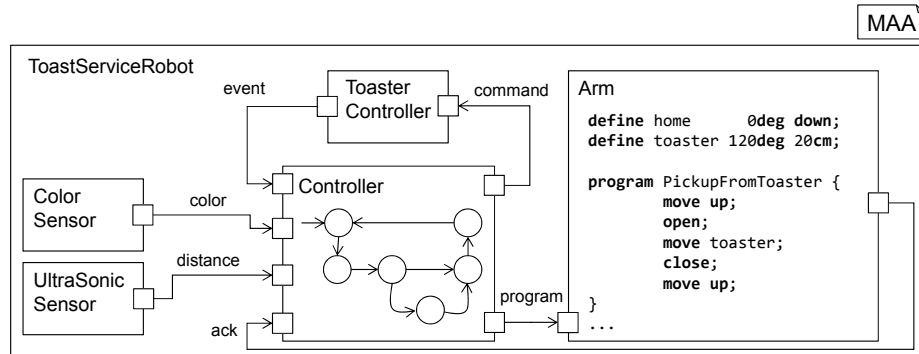 MAA
ToastServiceRobot
event
Toaster
Controller
command
Arm
define home      0deg down;
define toaster 120deg 20cm;
program PickupFromToaster {
move up;
open;
move toaster;
close;
move up;
}
...
Color
Sensor
color
Controller
UltraSonic
Sensor
distance
ack
program